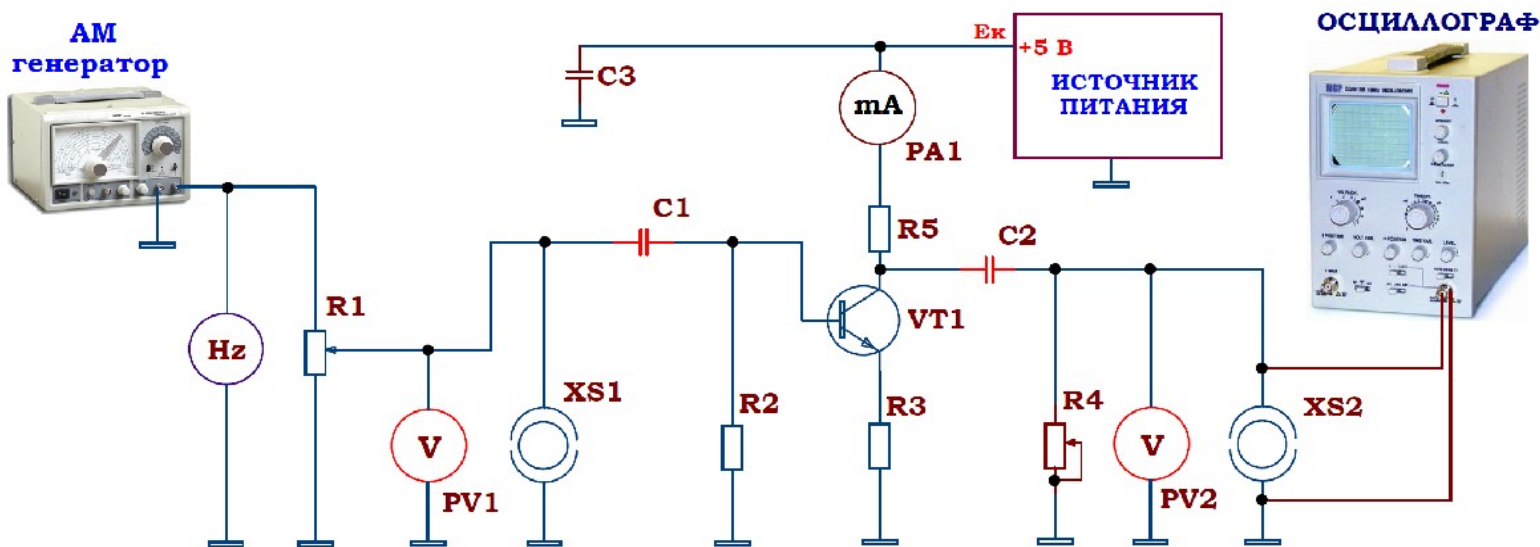 АМ
генератор
ОСЦИЛЛОГРАФ
Ек
+5 В
ИСТОЧНИК
ПИТАНИЯ
C3
mA
PA1
C1
R5
C2
R1
VT1
Hz
XS1
R2
R3
R4
XS2
V
PV1
V
PV2